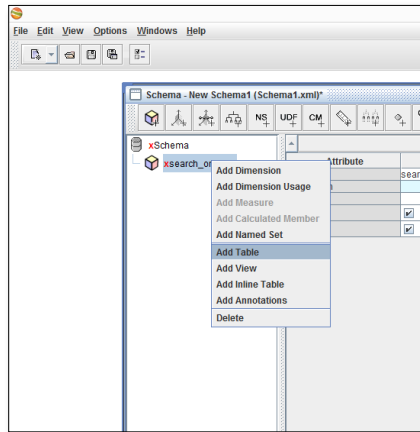 File Edit View Options Windows Help
Schema - New Schema1 (Schema1.xml)*
NS UDF CM
xSchema
Attribute
Add Dimension
Add Dimension Usage
Add Measure
Add Calculated Member
Add Named Set
Add Table
Add View
Add Inline Table
Add Annotations
Delete